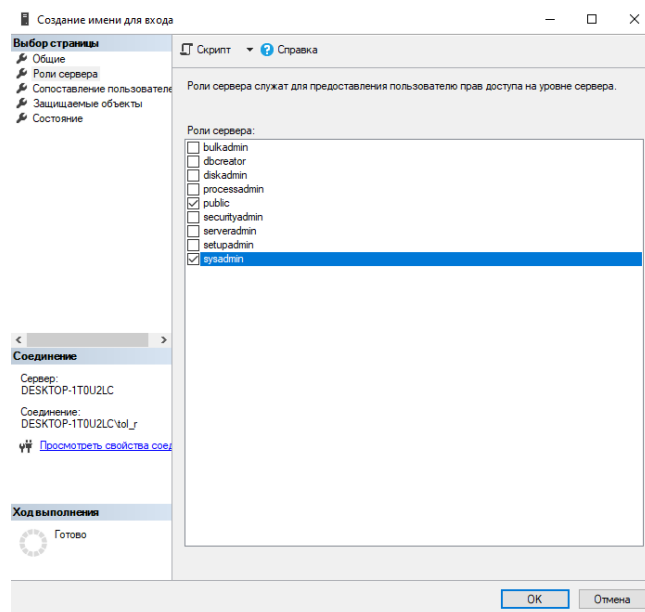 Создание имени для входа
Выбор страницы
Общие
Роли сервера
Сопоставление пользователе
Защищаемые объекты
Состояние
Скрипт
Справка
Роли сервера служат для предоставления пользователю прав доступа на уровне сервера.
Роли сервера:
bulkadmin
dbcreator
diskadmin
processadmin
public
securityadmin
serveradmin
setupadmin
sysadmin
Соединение
Сервер:
DESKTOP-1T0U2LC
Соединение:
DESKTOP-1T0U2LC\tol_r
Просмотреть свойства соед
Ход выполнения
Готово
OK
Отмена